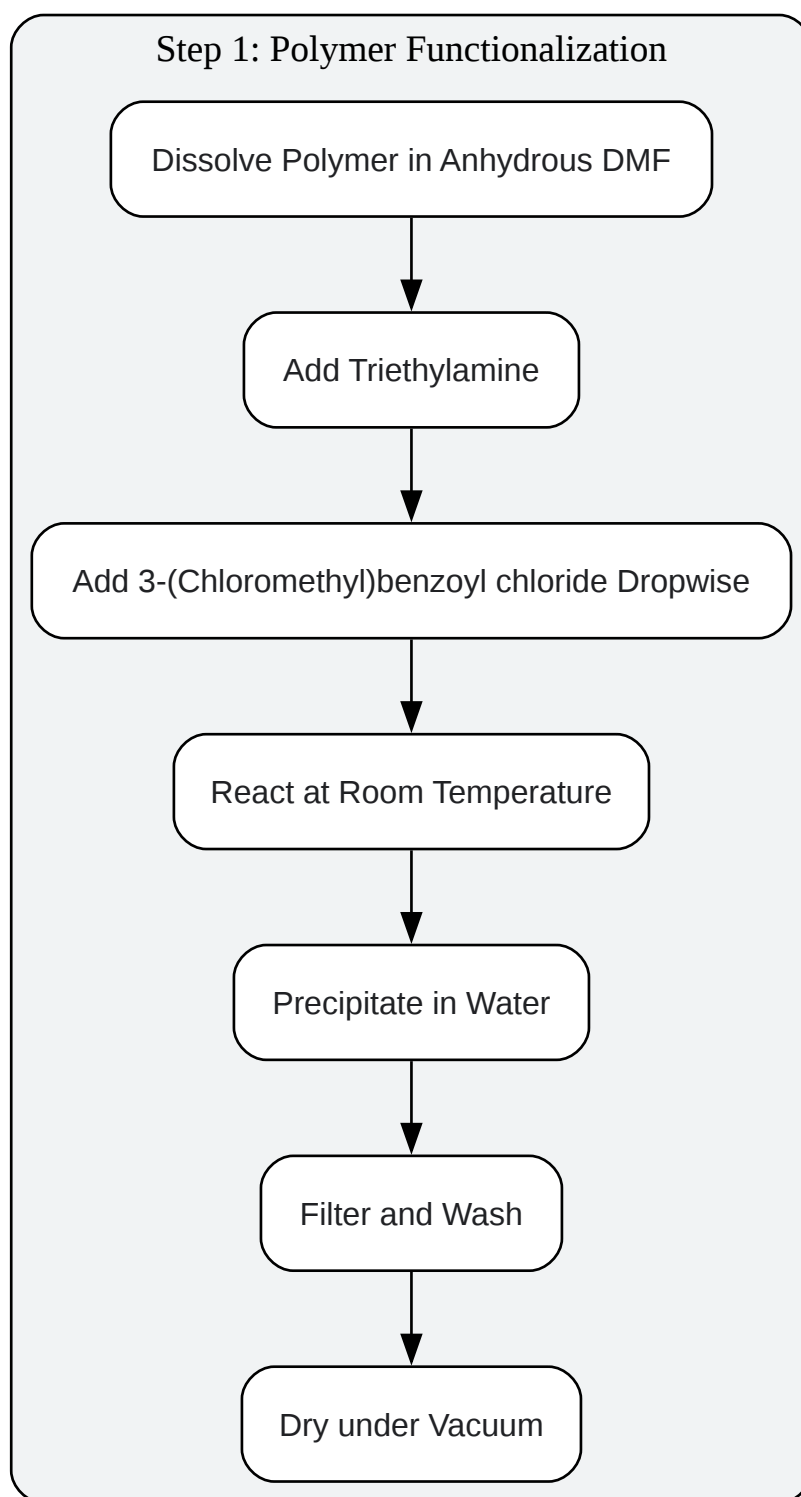 Step 1: Polymer Functionalization
Dissolve Polymer in Anhydrous DMF
Add Triethylamine
Add 3-(Chloromethyl)benzoyl chloride Dropwise
React at Room Temperature
Precipitate in Water
Filter and Wash
Dry under Vacuum